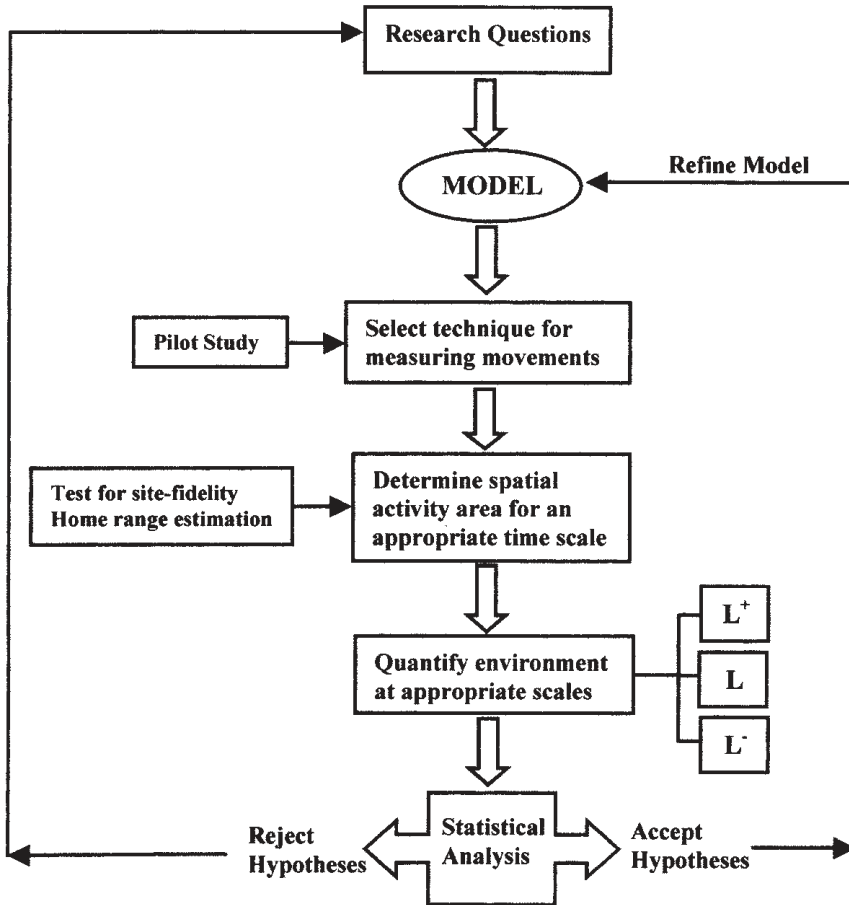 Research Questions
MODEL
Refine Model
Pilot Study
Select technique for
measuring movements
Test for site-fidelity
Home range estimation
Determine spatial
activity area for an
appropriate time scale
Quantify environment
at appropriate scales
L⁺
L
L⁻
Reject
Hypotheses
Statistical
Analysis
Accept
Hypotheses